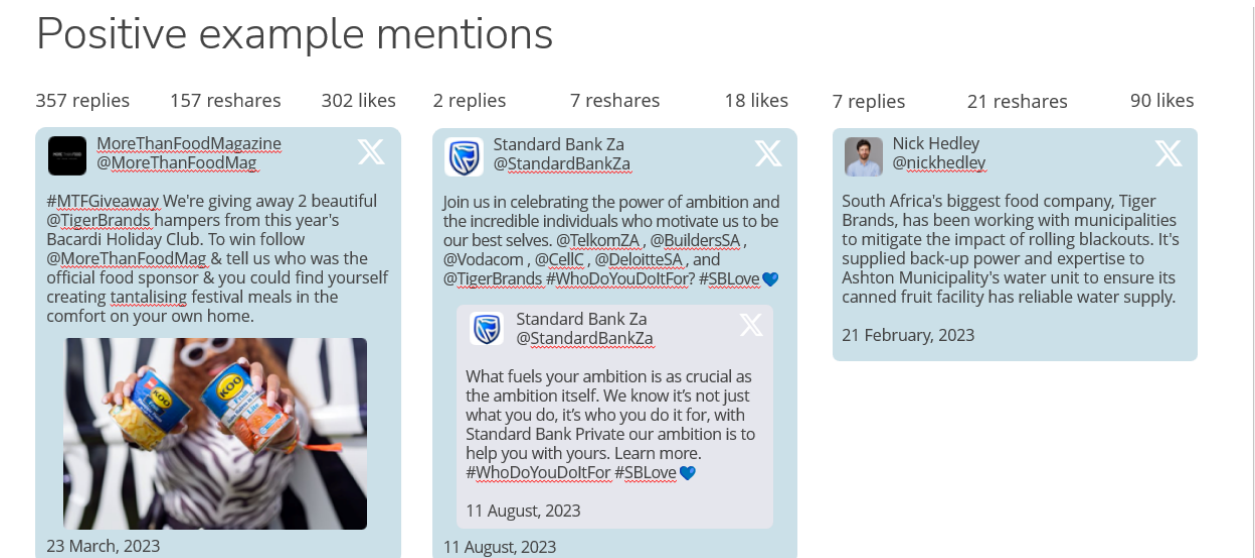 Positive example mentions
357 replies 157 reshares 302 likes
MoreThanFoodMagazine
@MoreThanFoodMag
#MTFGiveaway We're giving away 2 beautiful
@TigerBrands hampers from this year's
Bacardi Holiday Club. To win follow
@MoreThanFoodMag & tell us who was the
official food sponsor & you could find yourself
creating tantalising festival meals in the
comfort on your own home.
KOO
KOO
23 March, 2023
2 replies 7 reshares 18 likes
Standard Bank Za
@StandardBankZa
Join us in celebrating the power of ambition and
the incredible individuals who motivate us to be
our best selves. @TelkomZA , @BuildersSA ,
@Vodacom , @CellC , @DeloitteSA , and
@TigerBrands #WhoDoYouDoItFor? #SBLove💙
Standard Bank Za
@StandardBankZa
What fuels your ambition is as crucial as
the ambition itself. We know it's not just
what you do, it's who you do it for, with
Standard Bank Private our ambition is to
help you with yours. Learn more.
#WhoDoYouDoItFor #SBLove💙
11 August, 2023
11 August, 2023
7 replies 21 reshares 90 likes
Nick Hedley
@nickhedley
South Africa's biggest food company, Tiger
Brands, has been working with municipalities
to mitigate the impact of rolling blackouts. It's
supplied back-up power and expertise to
Ashton Municipality's water unit to ensure its
canned fruit facility has reliable water supply.
21 February, 2023